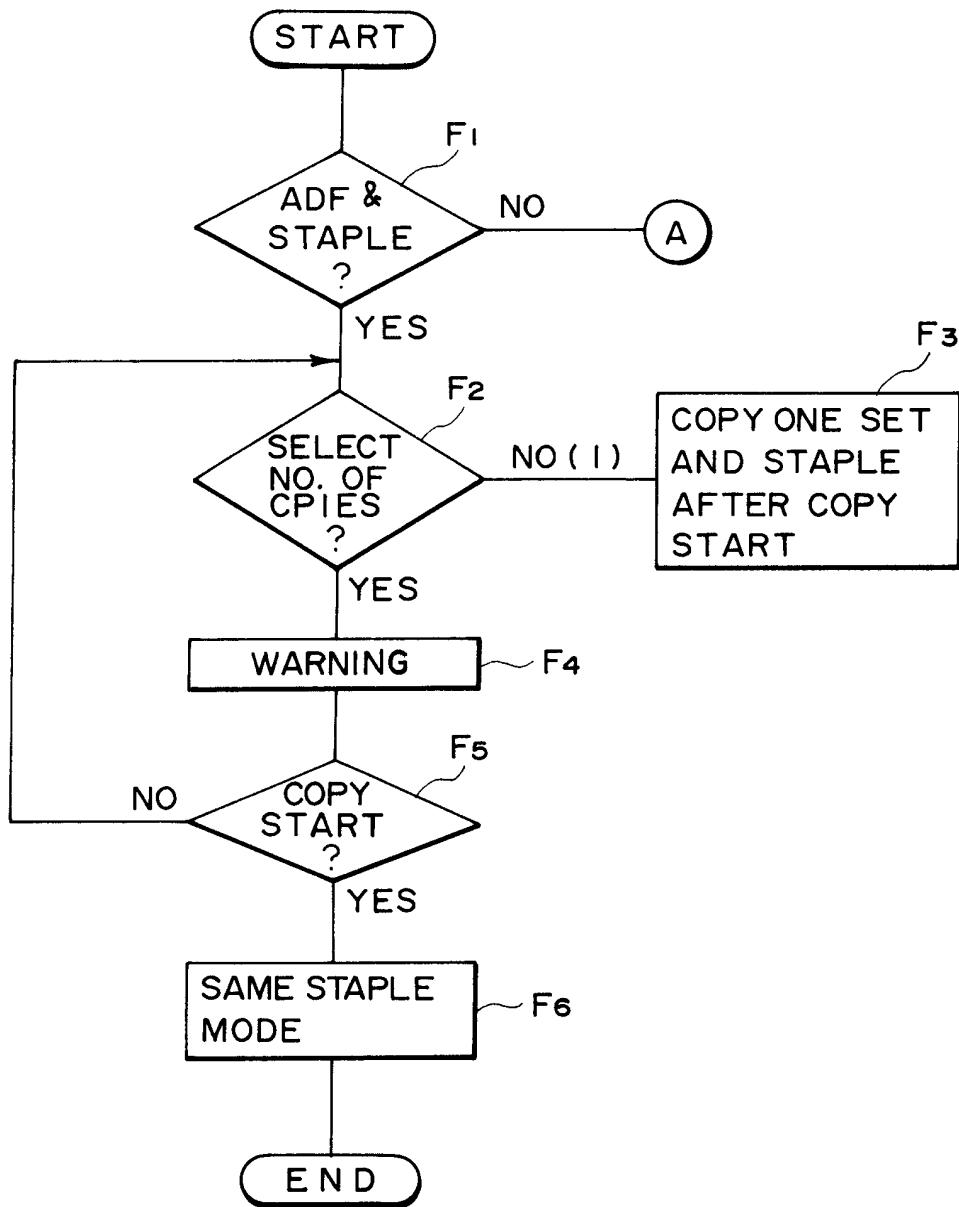 START
F1
ADF &
STAPLE
?
NO
A
YES
F2
SELECT
NO. OF
CPIES
?
NO (1)
F3
COPY ONE SET
AND STAPLE
AFTER COPY
START
YES
WARNING
F4
F5
COPY
START
?
NO
YES
SAME STAPLE
MODE
F6
END